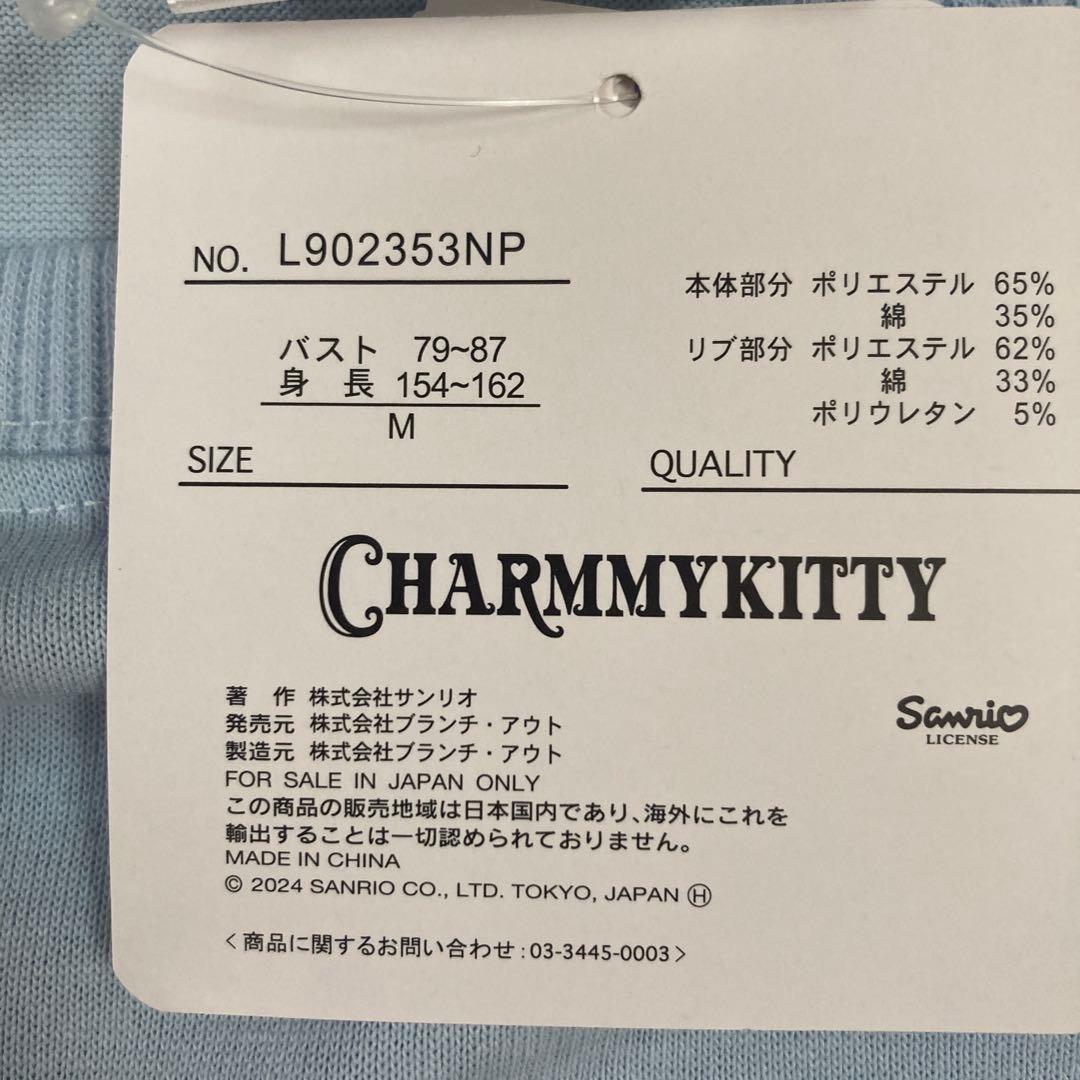 NO. L902353NP
バスト 79~87
身 長 154~162
M
SIZE
本体部分 ポリエステル 65%
綿 35%
リブ部分 ポリエステル 62%
綿 33%
ポリウレタン 5%
QUALITY
CHARMMYKITTY
著 作 株式会社サンリオ
発売元 株式会社ブランチ・アウト
製造元 株式会社ブランチ・アウト
FOR SALE IN JAPAN ONLY
この商品の販売地域は日本国内であり、海外にこれを
輸出することは一切認められておりません。
MADE IN CHINA
© 2024 SANRIO CO., LTD. TOKYO, JAPAN Ⓗ
<商品に関するお問い合わせ:03-3445-0003>
Sanrio
LICENSE